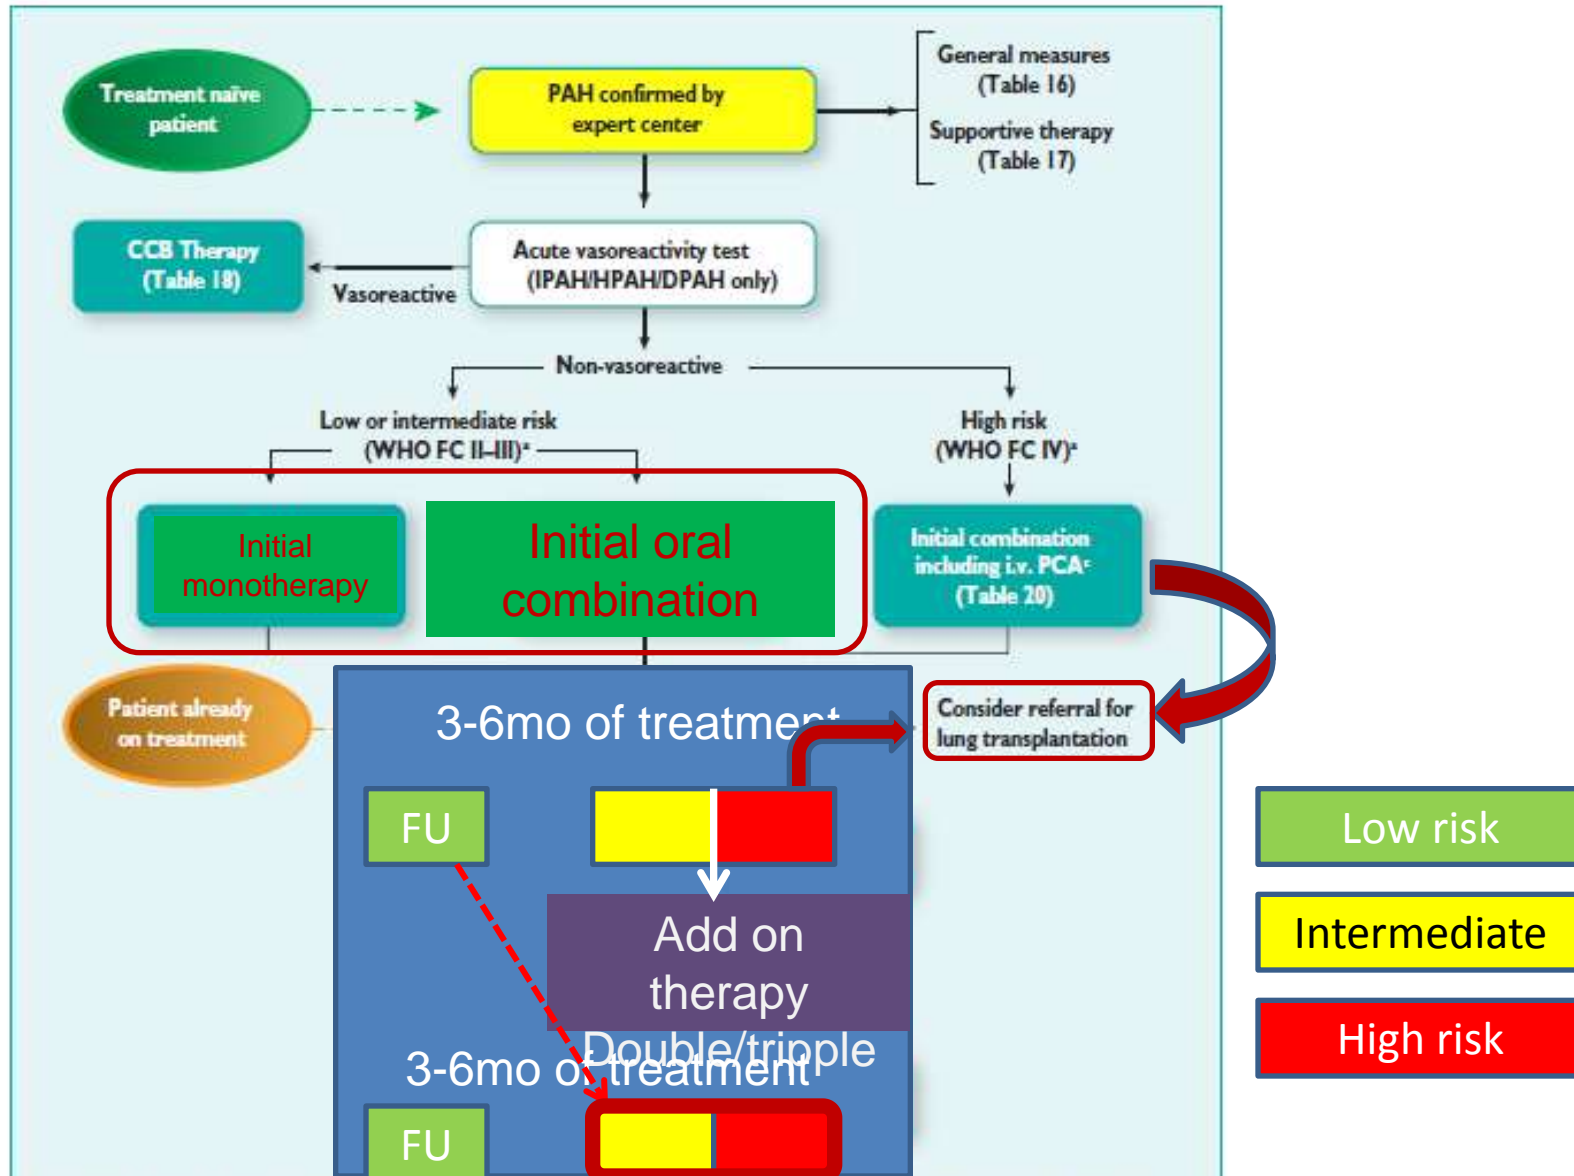 Treatment naïve
patient
PAH confirmed by
expert center
General measures
(Table 16)
Supportive therapy
(Table 17)
CCB Therapy
(Table 18)
Vasoreactive
Acute vasoreactivity test
(IPAH/HPAH/DPAH only)
Non-vasoreactive
Low or intermediate risk
(WHO FC II–III)ᵃ
High risk
(WHO FC IV)ᵃ
Initial
monotherapy
Initial oral
combination
Initial combination
including i.v. PCAᶜ
(Table 20)
Patient already
on treatment
3-6mo of treatment
Consider referral for
lung transplantation
FU
Low risk
Add on
therapy
Double/tripple
Intermediate
3-6mo of treatment
High risk
FU